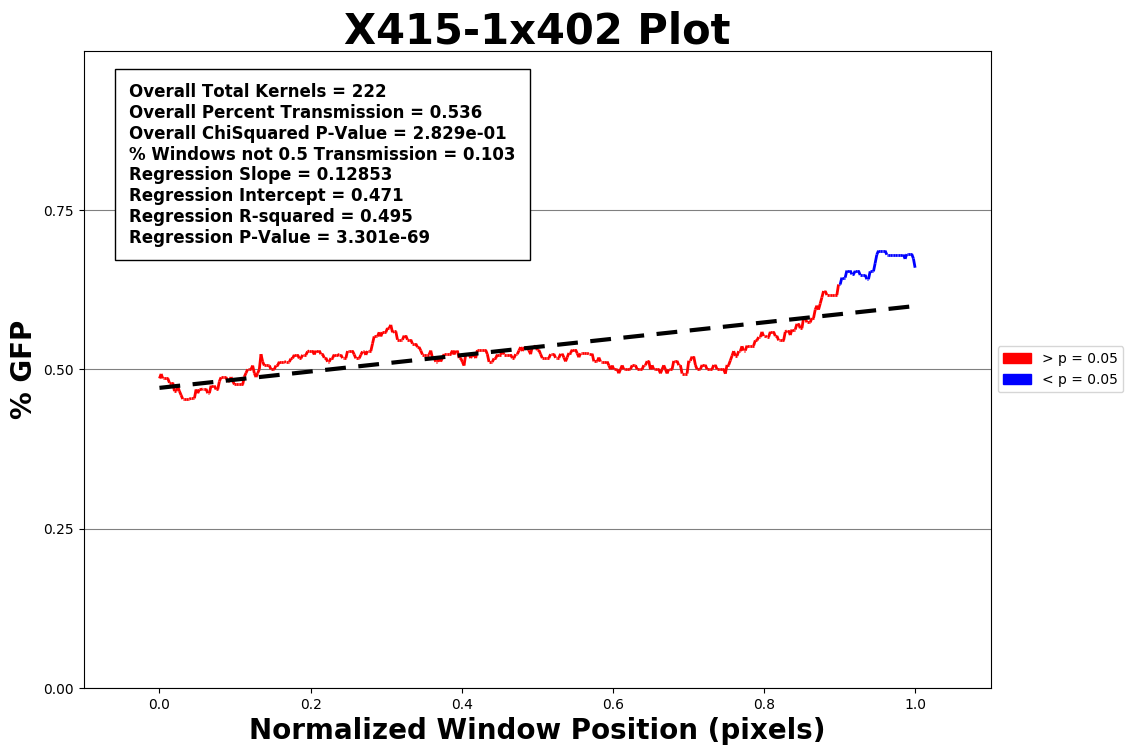 X415-1x402 Plot
Overall Total Kernels = 222
Overall Percent Transmission = 0.536
Overall ChiSquared P-Value = 2.829e-01
% Windows not 0.5 Transmission = 0.103
Regression Slope = 0.12853
Regression Intercept = 0.471
Regression R-squared = 0.495
Regression P-Value = 3.301e-69
% GFP
0.75
0.50
0.25
0.00
0.0 0.2 0.4 0.6 0.8 1.0
Normalized Window Position (pixels)
> p = 0.05
< p = 0.05